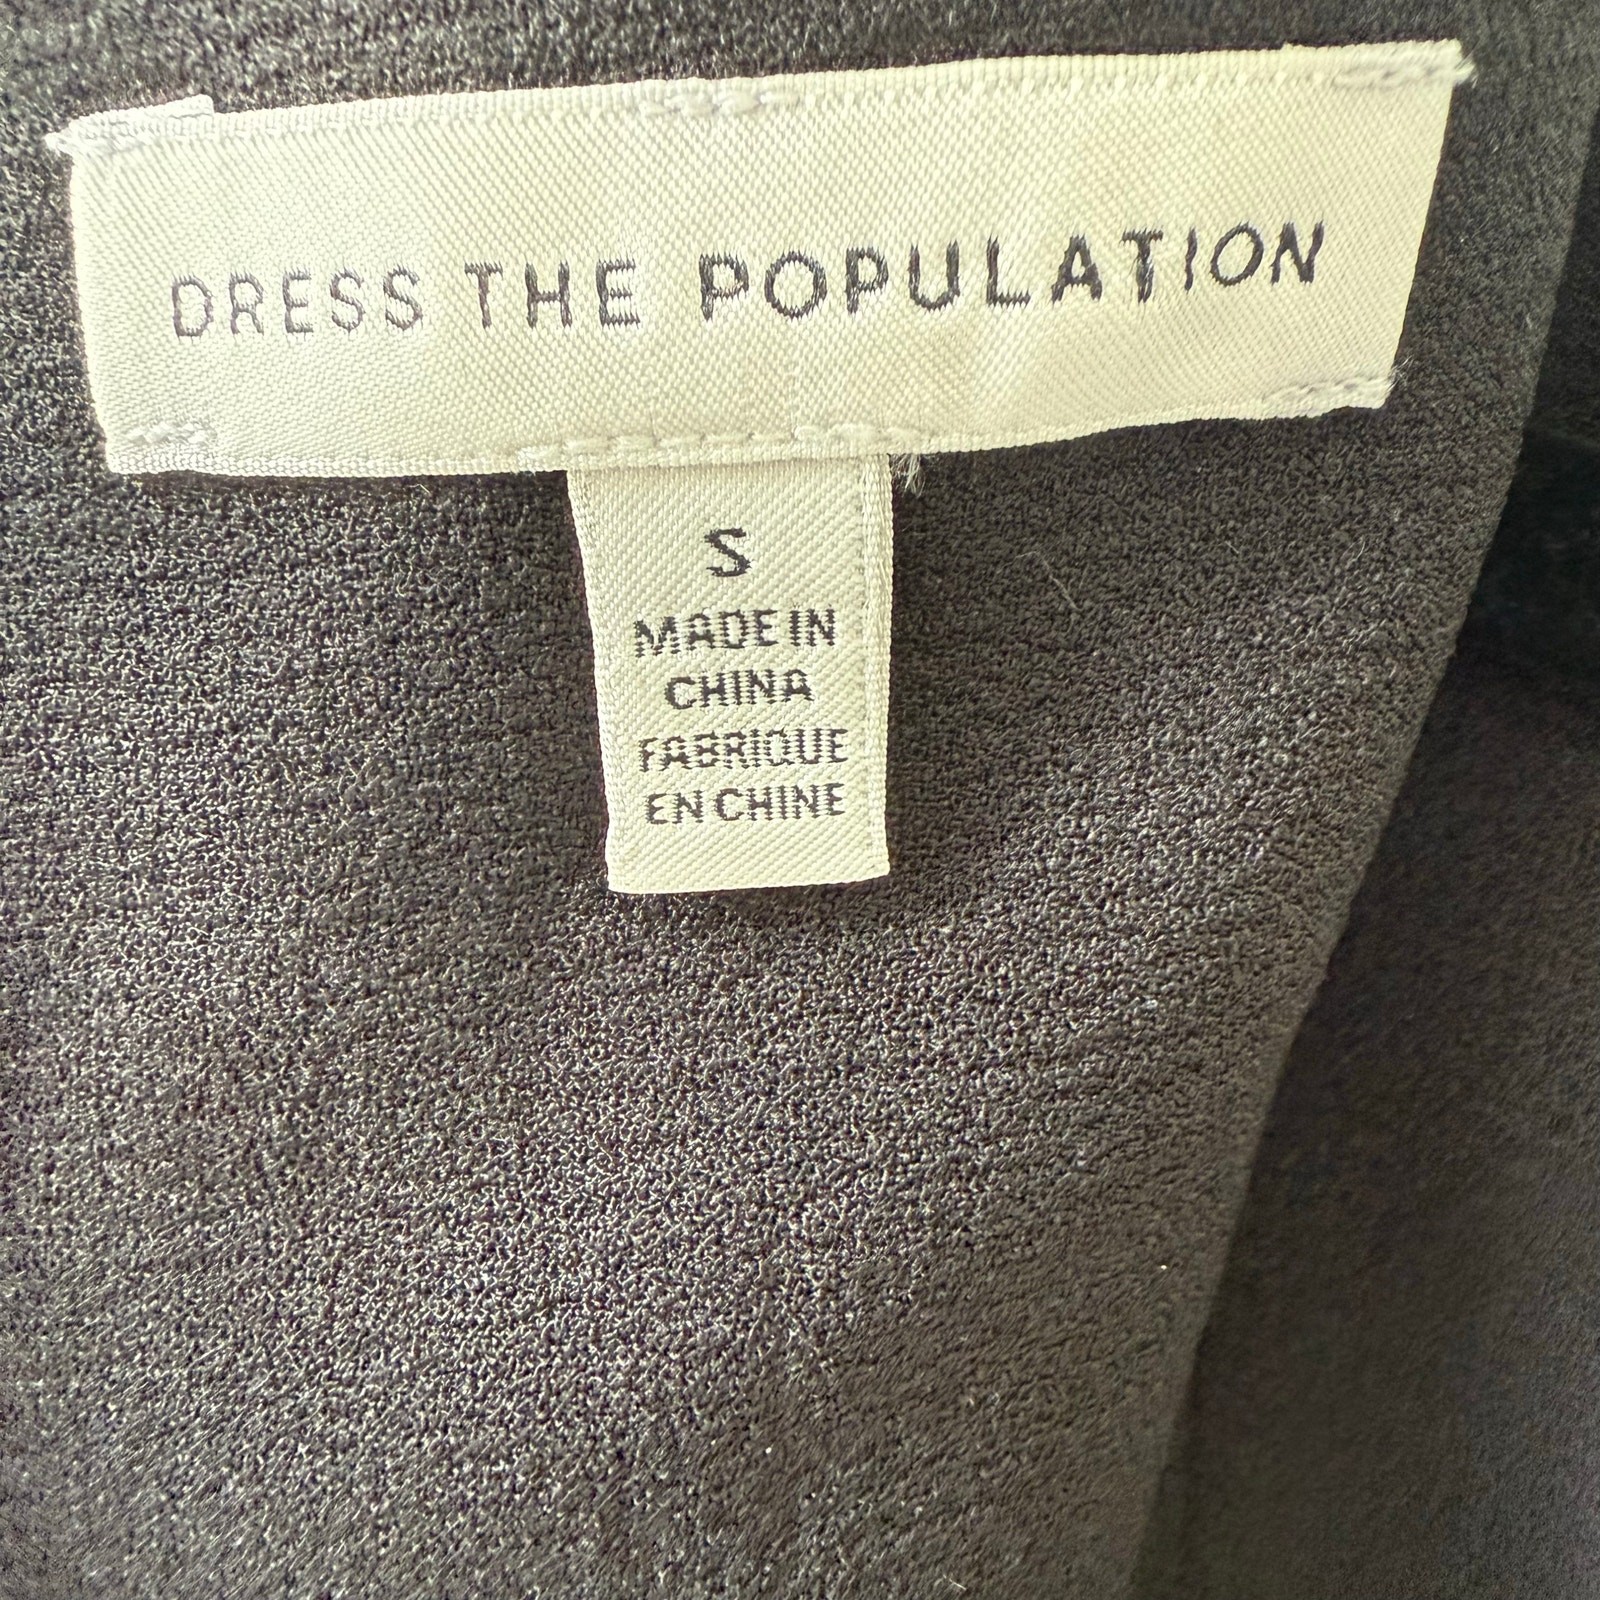 DRESS THE POPULATION
S
MADE IN
CHINA
FABRIQUE
EN CHINE